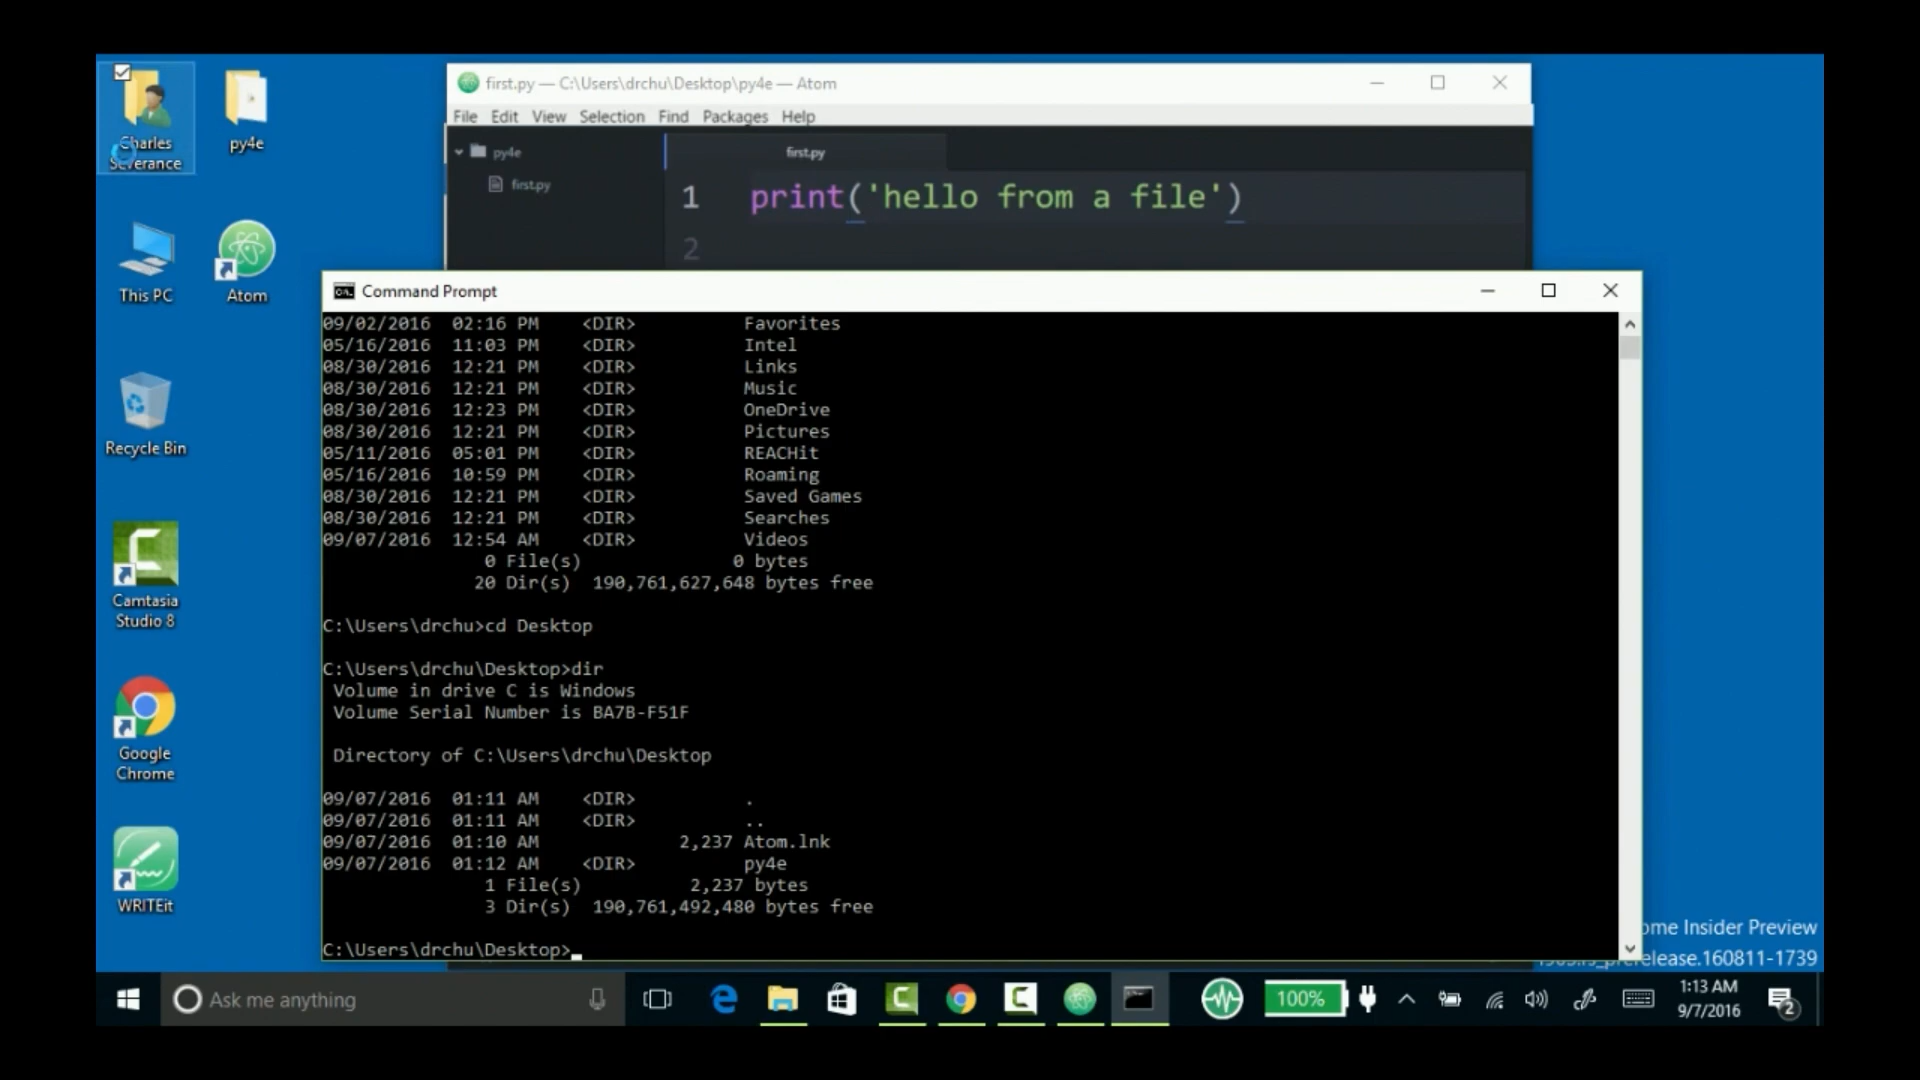 Charles
Severance
py4e
This PC
Atom
Recycle Bin
Camtasia
Studio 8
Google
Chrome
WRITEit
first.py — C:\Users\drchu\Desktop\py4e — Atom
File Edit View Selection Find Packages Help
py4e
first.py
first.py
1 print('hello from a file')
2
Command Prompt
09/02/2016 02:16 PM <DIR> Favorites
05/16/2016 11:03 PM <DIR> Intel
08/30/2016 12:21 PM <DIR> Links
08/30/2016 12:21 PM <DIR> Music
08/30/2016 12:23 PM <DIR> OneDrive
08/30/2016 12:21 PM <DIR> Pictures
05/11/2016 05:01 PM <DIR> REACHit
05/16/2016 10:59 PM <DIR> Roaming
08/30/2016 12:21 PM <DIR> Saved Games
08/30/2016 12:21 PM <DIR> Searches
09/07/2016 12:54 AM <DIR> Videos
0 File(s) 0 bytes
20 Dir(s) 190,761,627,648 bytes free
C:\Users\drchu>cd Desktop
C:\Users\drchu\Desktop>dir
Volume in drive C is Windows
Volume Serial Number is BA7B-F51F
Directory of C:\Users\drchu\Desktop
09/07/2016 01:11 AM <DIR> .
09/07/2016 01:11 AM <DIR> ..
09/07/2016 01:10 AM 2,237 Atom.lnk
09/07/2016 01:12 AM <DIR> py4e
1 File(s) 2,237 bytes
3 Dir(s) 190,761,492,480 bytes free
C:\Users\drchu\Desktop>
Insider Preview
160811-1739
Ask me anything
100%
1:13 AM
9/7/2016
2